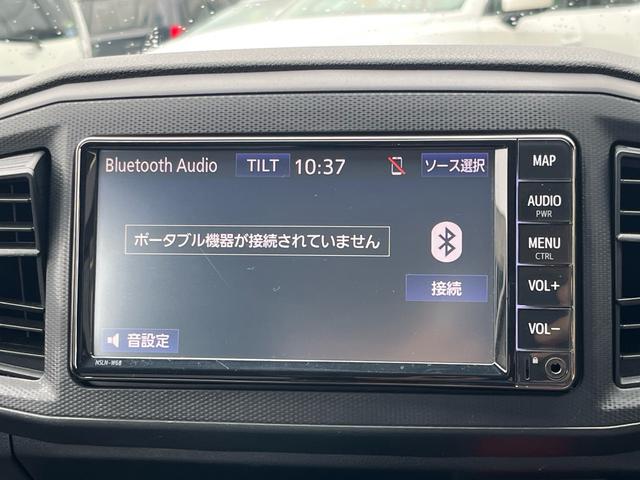 Bluetooth Audio TILT 10:37 ソース選択
ポータブル機器が接続されていません
接続
音設定
NSLN-W68
MAP
AUDIO
PWR
MENU
CTRL
VOL+
VOL−